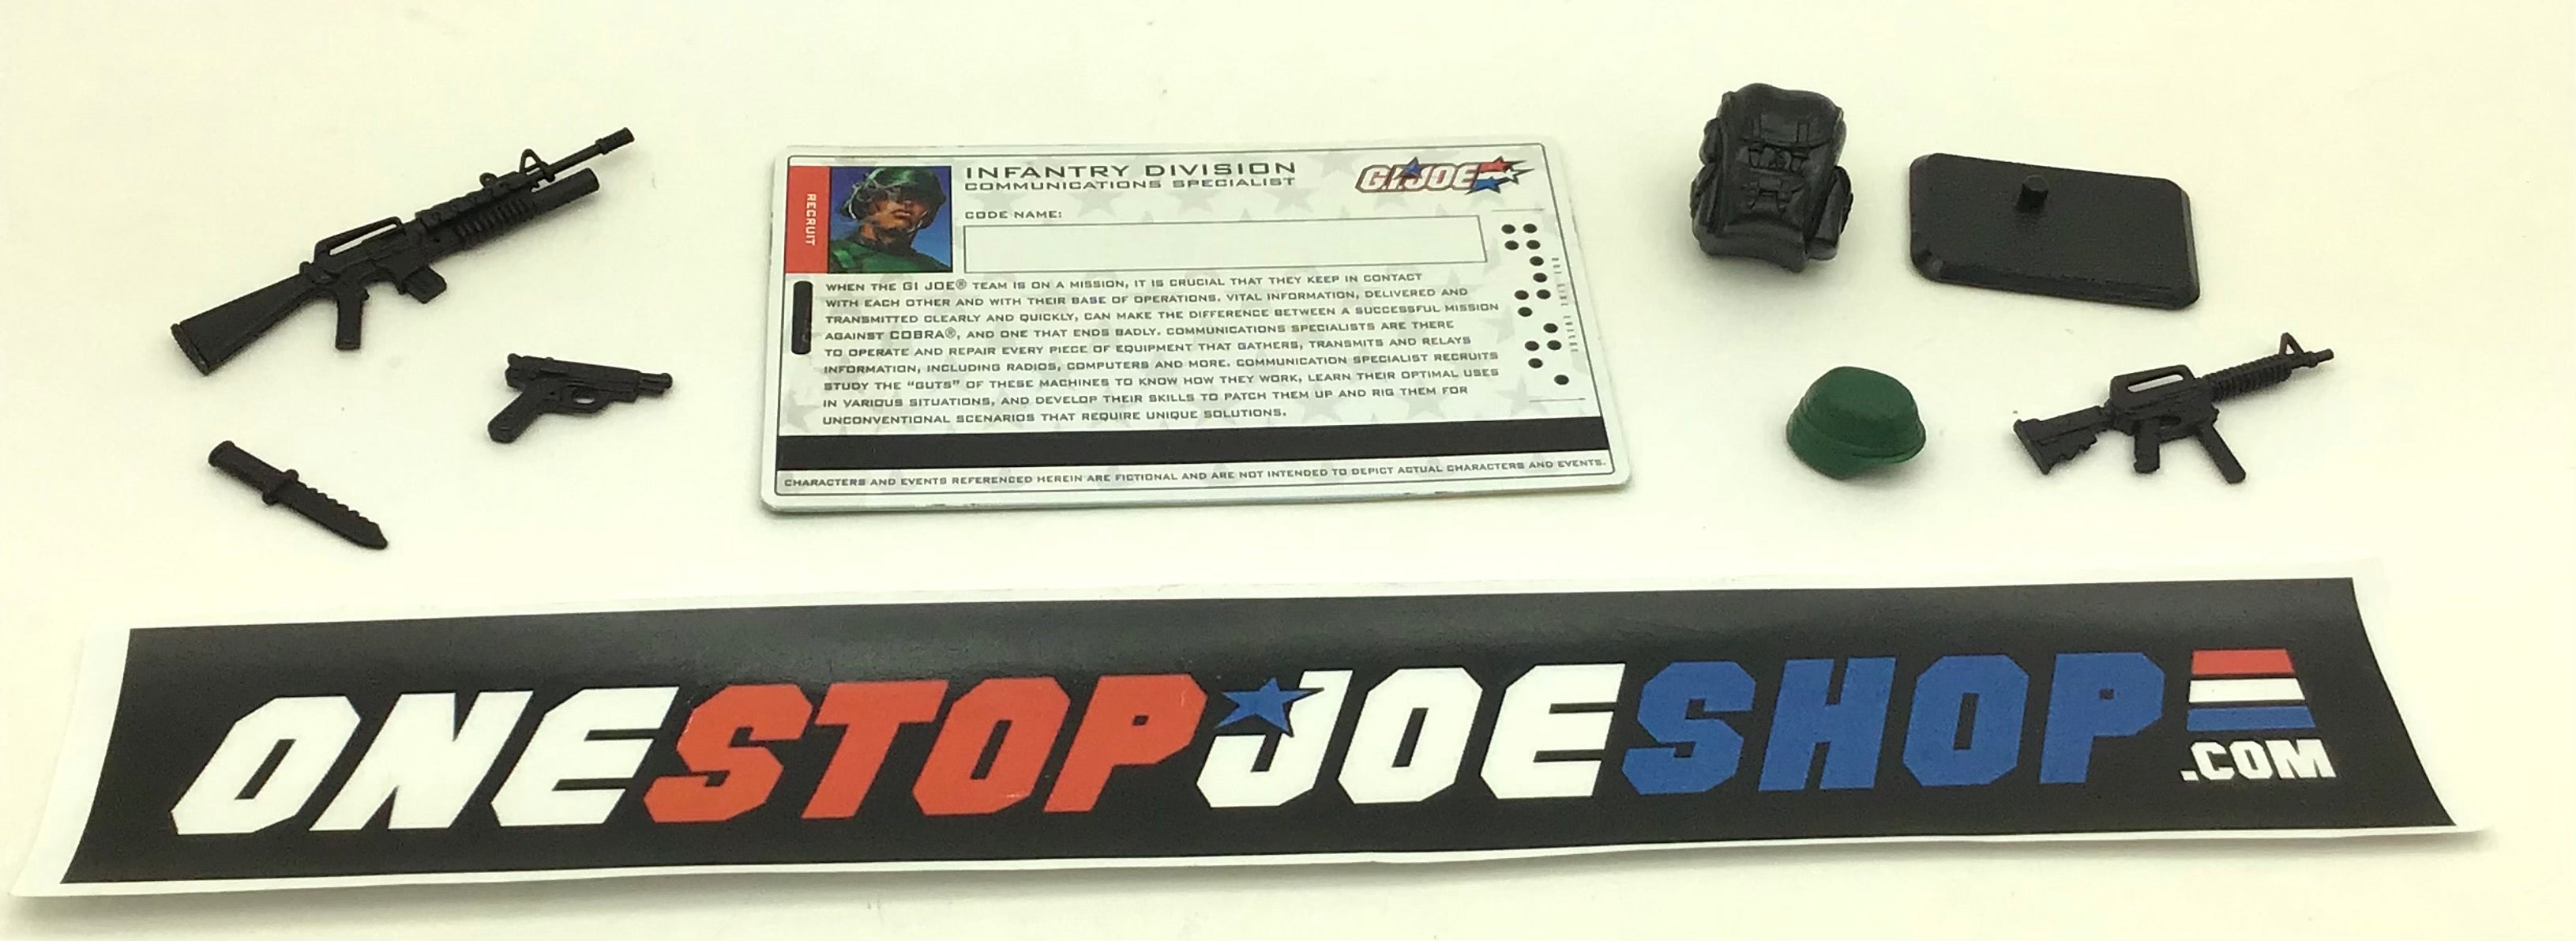 INFANTRY DIVISION
COMMUNICATIONS SPECIALIST
G.I. JOE
RECRUIT
CODE NAME:
WHEN THE GI JOE® TEAM IS ON A MISSION, IT IS CRUCIAL THAT THEY KEEP IN CONTACT
WITH EACH OTHER AND WITH THEIR BASE OF OPERATIONS. VITAL INFORMATION, DELIVERED AND
TRANSMITTED CLEARLY AND QUICKLY, CAN MAKE THE DIFFERENCE BETWEEN A SUCCESSFUL MISSION
AGAINST COBRA®, AND ONE THAT ENDS BADLY. COMMUNICATIONS SPECIALISTS ARE THERE
TO OPERATE AND REPAIR EVERY PIECE OF EQUIPMENT THAT GATHERS, TRANSMITS AND RELAYS
INFORMATION, INCLUDING RADIOS, COMPUTERS AND MORE. COMMUNICATION SPECIALIST RECRUITS
STUDY THE "GUTS" OF THESE MACHINES TO KNOW HOW THEY WORK, LEARN THEIR OPTIMAL USES
IN VARIOUS SITUATIONS, AND DEVELOP THEIR SKILLS TO PATCH THEM UP AND RIG THEM FOR
UNCONVENTIONAL SCENARIOS THAT REQUIRE UNIQUE SOLUTIONS.
CHARACTERS AND EVENTS REFERENCED HEREIN ARE FICTIONAL AND ARE NOT INTENDED TO DEPICT ACTUAL CHARACTERS AND EVENTS.
ONESTOPJOESHOP
.COM